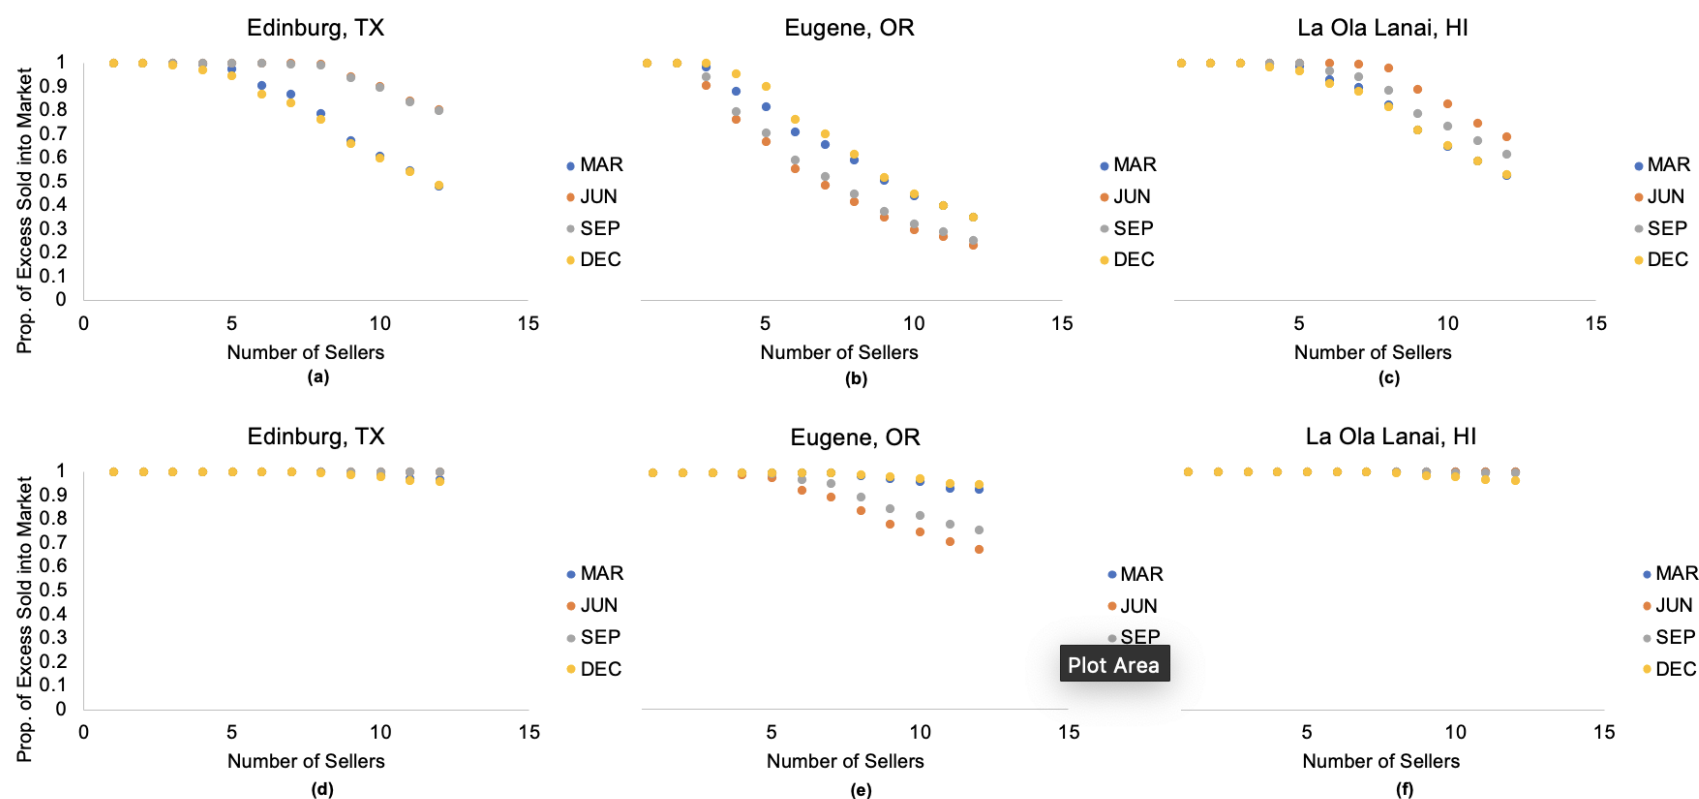 Edinburg, TX
Eugene, OR
La Ola Lanai, HI
Prop. of Excess Sold into Market
1
0.9
0.8
0.7
0.6
0.5
0.4
0.3
0.2
0.1
0
0 5 10 15
Number of Sellers
(a)
MAR
JUN
SEP
DEC
5 10 15
Number of Sellers
(b)
MAR
JUN
SEP
DEC
5 10 15
Number of Sellers
(c)
MAR
JUN
SEP
DEC
Edinburg, TX
Eugene, OR
La Ola Lanai, HI
Prop. of Excess Sold into Market
1
0.9
0.8
0.7
0.6
0.5
0.4
0.3
0.2
0.1
0
0 5 10 15
Number of Sellers
(d)
MAR
JUN
SEP
DEC
5 10 15
Number of Sellers
(e)
MAR
JUN
SEP
Plot Area
5 10 15
Number of Sellers
(f)
MAR
JUN
SEP
DEC